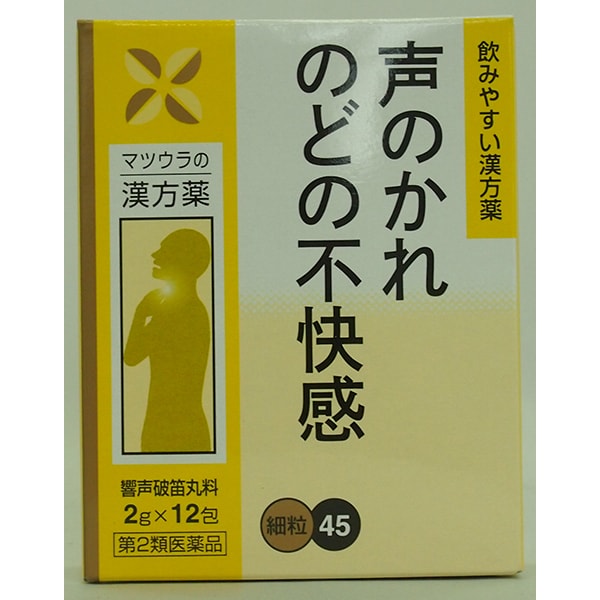 飲みやすい漢方薬
声のかれ
のどの不快感
マツウラの
漢方薬
響声破笛丸料
2g×12包
第2類医薬品
細粒 45